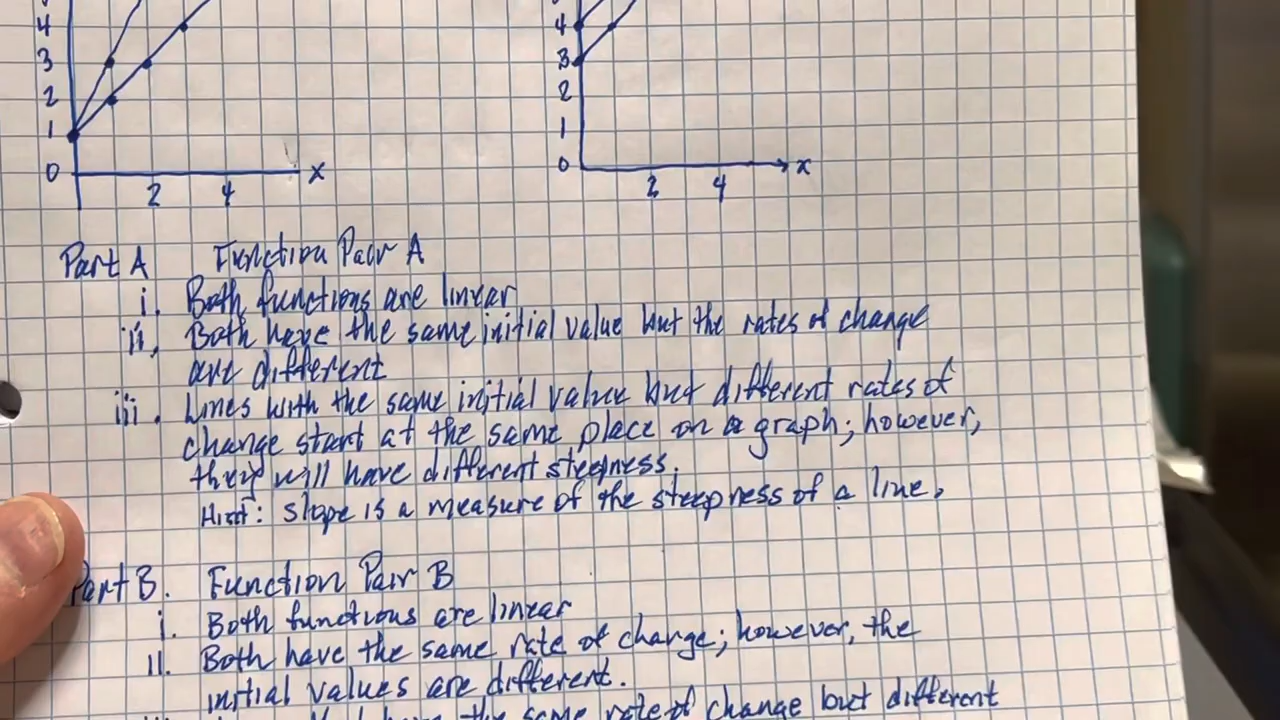 4
3
2
1
0
2 4 x
4
3
2
1
0
2 4 x
Part A Function Pair A
i. Both functions are linear
ii. Both have the same initial value but the rates of change
are different
iii. Lines with the same initial value but different rates of
change start at the same place on a graph; however,
they will have different steepness.
Hint: Slope is a measure of the steepness of a line.
Part B. Function Pair B
i. Both functions are linear
ii. Both have the same rate of change; however, the
initial values are different.
the same rate of change but different